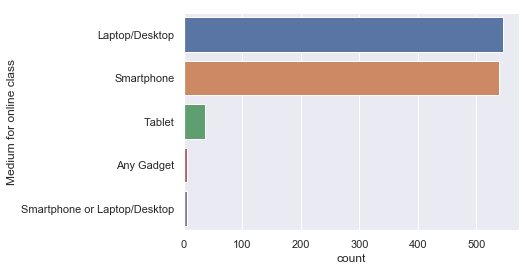 Medium for online class
Laptop/Desktop
Smartphone
Tablet
Any Gadget
Smartphone or Laptop/Desktop
0 100 200 300 400 500
count